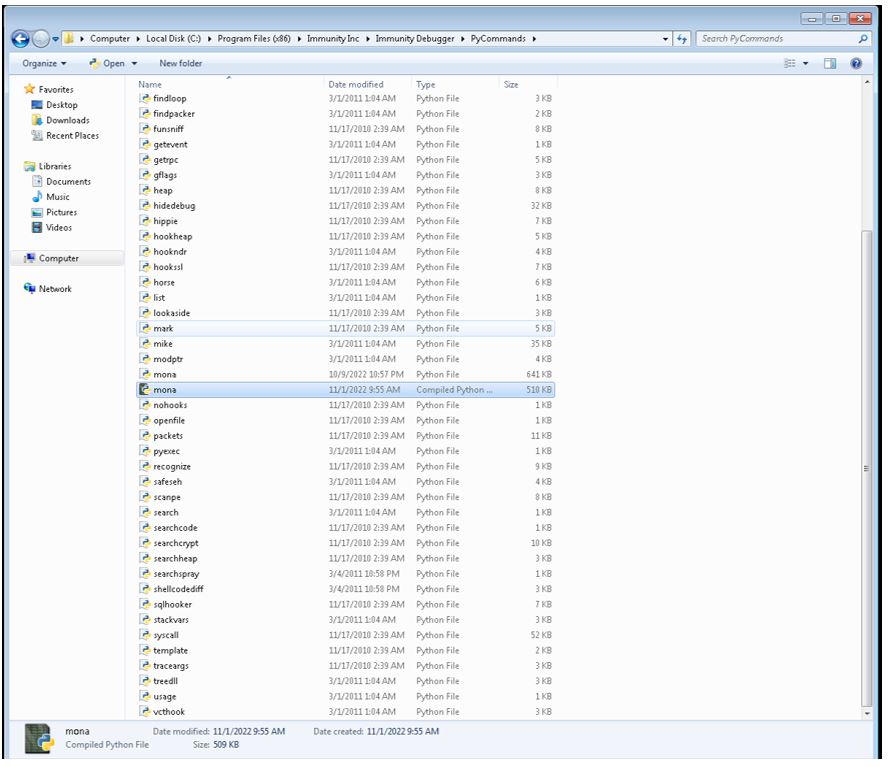 Computer ▸ Local Disk (C:) ▸ Program Files (x86) ▸ Immunity Inc ▸ Immunity Debugger ▸ PyCommands ▸
Search PyCommands
Organize Open New folder
Favorites
Desktop
Downloads
Recent Places
Libraries
Documents
Music
Pictures
Videos
Computer
Network
Name Date modified Type Size
findloop 3/1/2011 1:04 AM Python File 3 KB
findpacker 3/1/2011 1:04 AM Python File 2 KB
funsniff 11/17/2010 2:39 AM Python File 8 KB
getevent 3/1/2011 1:04 AM Python File 1 KB
getrpc 11/17/2010 2:39 AM Python File 5 KB
gflags 3/1/2011 1:04 AM Python File 3 KB
heap 11/17/2010 2:39 AM Python File 8 KB
hidedebug 11/17/2010 2:39 AM Python File 32 KB
hippie 11/17/2010 2:39 AM Python File 7 KB
hookheap 11/17/2010 2:39 AM Python File 5 KB
hookndr 3/1/2011 1:04 AM Python File 4 KB
hookssl 11/17/2010 2:39 AM Python File 7 KB
horse 3/1/2011 1:04 AM Python File 6 KB
list 3/1/2011 1:04 AM Python File 1 KB
lookaside 11/17/2010 2:39 AM Python File 3 KB
mark 11/17/2010 2:39 AM Python File 5 KB
mike 3/1/2011 1:04 AM Python File 35 KB
modptr 3/1/2011 1:04 AM Python File 4 KB
mona 10/9/2022 10:57 PM Python File 641 KB
mona 11/1/2022 9:55 AM Compiled Python ... 510 KB
nohooks 11/17/2010 2:39 AM Python File 1 KB
openfile 11/17/2010 2:39 AM Python File 1 KB
packets 11/17/2010 2:39 AM Python File 11 KB
pyexec 3/1/2011 1:04 AM Python File 1 KB
recognize 11/17/2010 2:39 AM Python File 9 KB
safeseh 3/1/2011 1:04 AM Python File 4 KB
scanpe 11/17/2010 2:39 AM Python File 8 KB
search 3/1/2011 1:04 AM Python File 1 KB
searchcode 11/17/2010 2:39 AM Python File 1 KB
searchcrypt 11/17/2010 2:39 AM Python File 10 KB
searchheap 11/17/2010 2:39 AM Python File 3 KB
searchspray 3/4/2011 10:58 PM Python File 1 KB
shellcodediff 3/4/2011 10:58 PM Python File 3 KB
sqlhooker 11/17/2010 2:39 AM Python File 7 KB
stackvars 3/1/2011 1:04 AM Python File 3 KB
syscall 11/17/2010 2:39 AM Python File 52 KB
template 11/17/2010 2:39 AM Python File 2 KB
traceargs 11/17/2010 2:39 AM Python File 3 KB
treedll 3/1/2011 1:04 AM Python File 3 KB
usage 3/1/2011 1:04 AM Python File 1 KB
vcthook 3/1/2011 1:04 AM Python File 3 KB
mona Date modified: 11/1/2022 9:55 AM Date created: 11/1/2022 9:55 AM
Compiled Python File Size: 509 KB